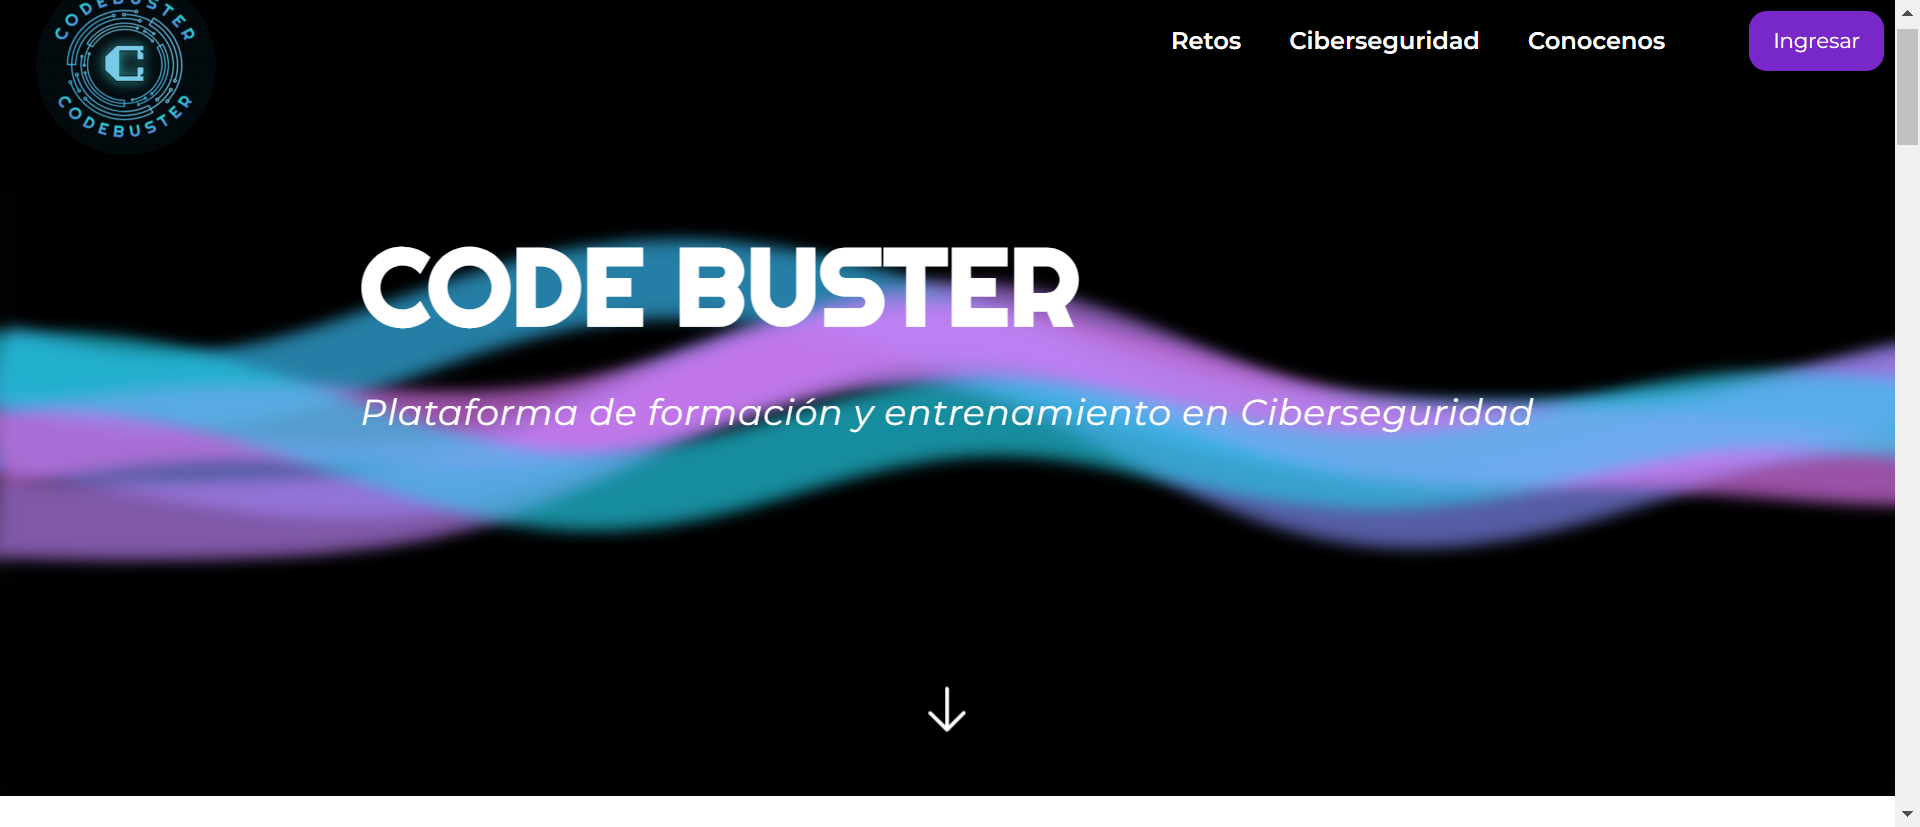 CODEBUSTER
C
CODEBUSTER
Retos Ciberseguridad Conocenos Ingresar
CODE BUSTER
Plataforma de formación y entrenamiento en Ciberseguridad